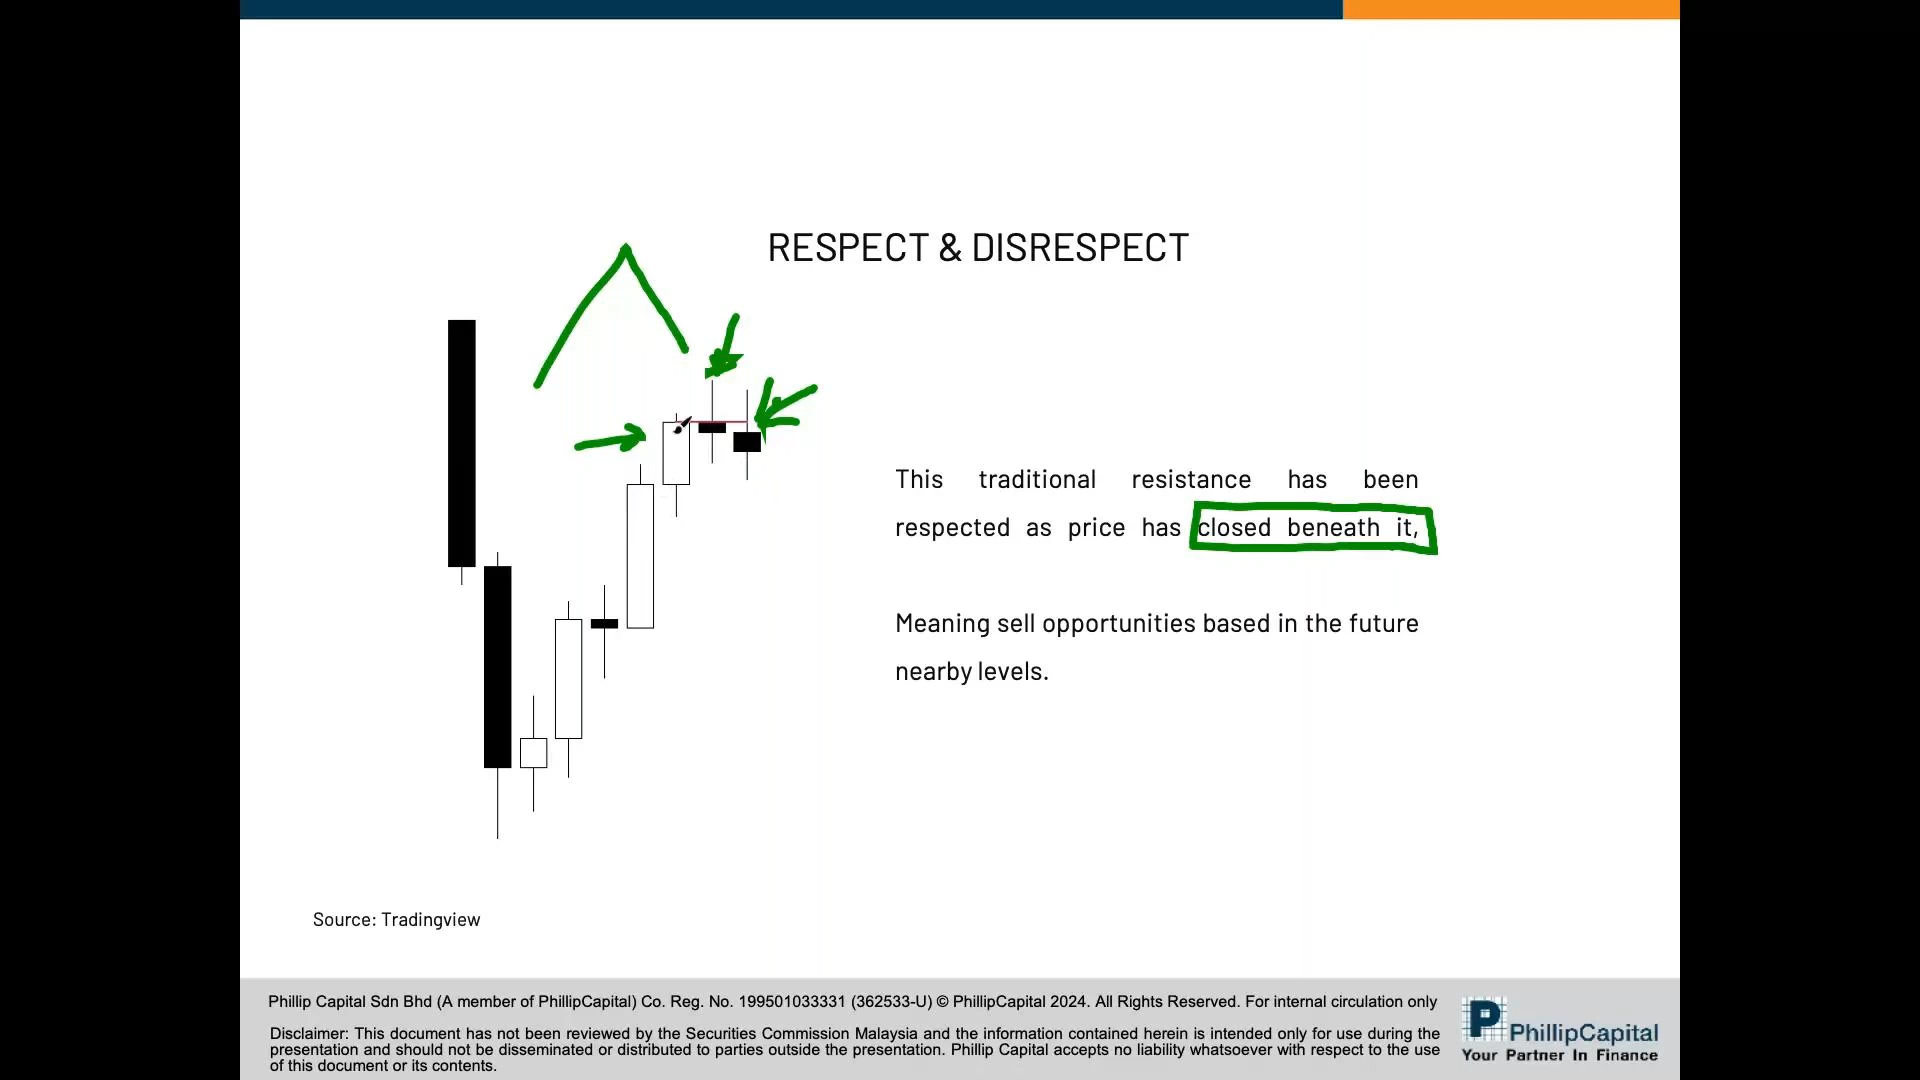 RESPECT & DISRESPECT
This traditional resistance has been
respected as price has closed beneath it,
Meaning sell opportunities based in the future
nearby levels.
Source: Tradingview
Phillip Capital Sdn Bhd (A member of PhillipCapital) Co. Reg. No. 199501033331 (362533-U) © PhillipCapital 2024. All Rights Reserved. For internal circulation only
Disclaimer: This document has not been reviewed by the Securities Commission Malaysia and the information contained herein is intended only for use during the
presentation and should not be disseminated or distributed to parties outside the presentation. Phillip Capital accepts no liability whatsoever with respect to the use
of this document or its contents.
P PhillipCapital
Your Partner In Finance